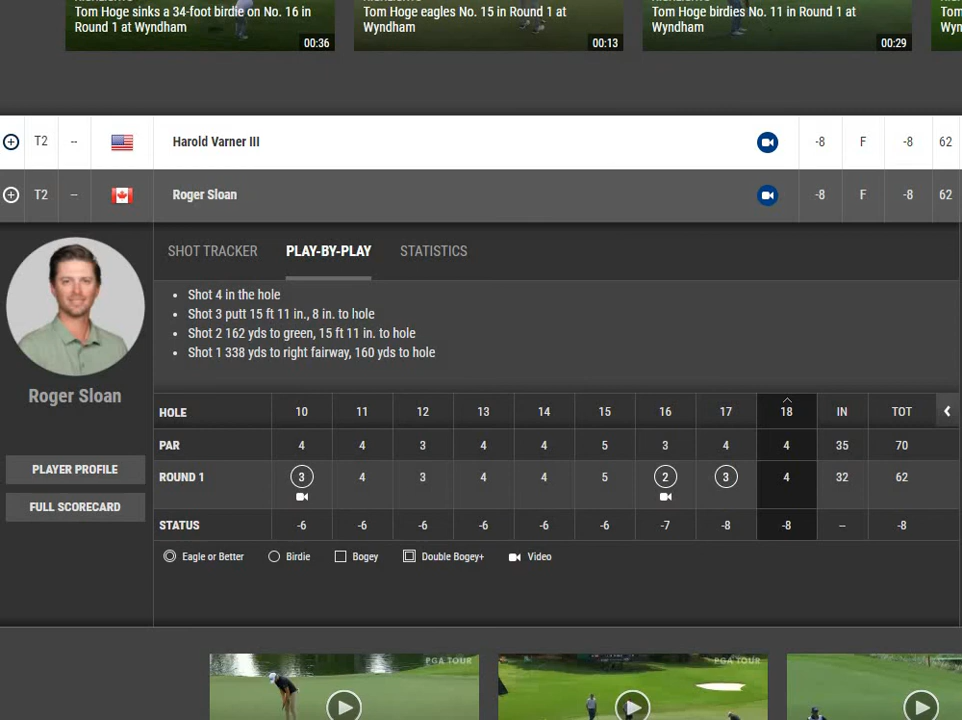 Tom Hoge sinks a 34-foot birdie on No. 16 in
Round 1 at Wyndham
00:36
Tom Hoge eagles No. 15 in Round 1 at
Wyndham
00:13
Tom Hoge birdies No. 11 in Round 1 at
Wyndham
00:29
T2 -- Harold Varner III -8 F -8 62
T2 -- Roger Sloan -8 F -8 62
SHOT TRACKER PLAY-BY-PLAY STATISTICS
Shot 4 in the hole
Shot 3 putt 15 ft 11 in., 8 in. to hole
Shot 2 162 yds to green, 15 ft 11 in. to hole
Shot 1 338 yds to right fairway, 160 yds to hole
Roger Sloan
PLAYER PROFILE
FULL SCORECARD
HOLE 10 11 12 13 14 15 16 17 18 IN TOT
PAR 4 4 3 4 4 5 3 4 4 35 70
ROUND 1 3 4 3 4 4 5 2 3 4 32 62
STATUS -6 -6 -6 -6 -6 -6 -7 -8 -8 -- -8
Eagle or Better Birdie Bogey Double Bogey+ Video
PGA TOUR
PGA TOUR